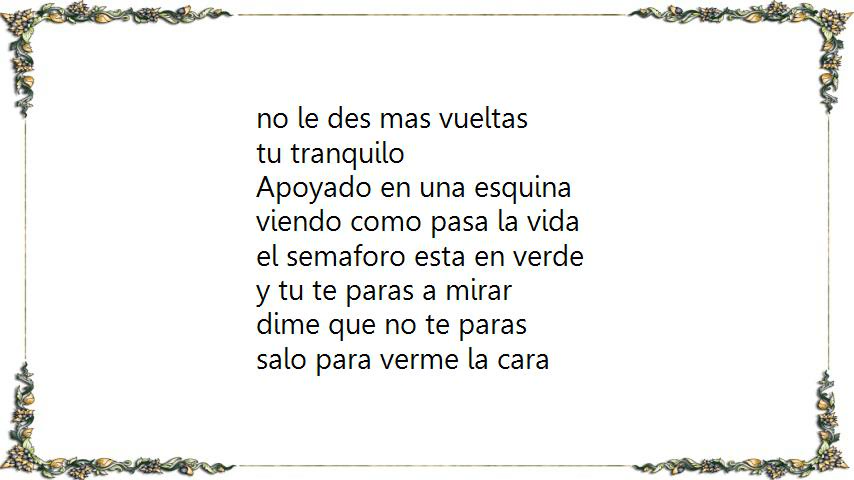 no le des mas vueltas
tu tranquilo
Apoyado en una esquina
viendo como pasa la vida
el semaforo esta en verde
y tu te paras a mirar
dime que no te paras
salo para verme la cara